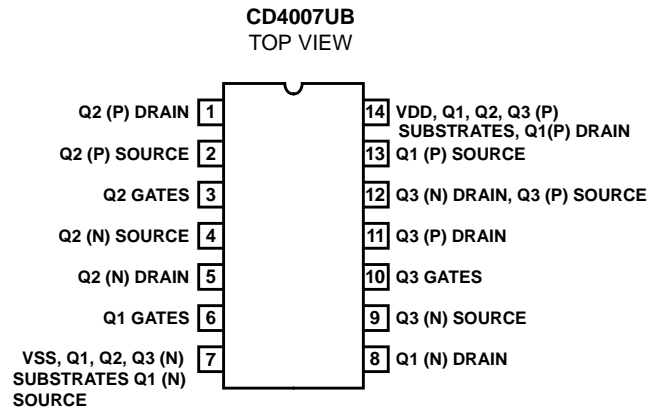 CD4007UB
TOP VIEW
Q2 (P) DRAIN 1
Q2 (P) SOURCE 2
Q2 GATES 3
Q2 (N) SOURCE 4
Q2 (N) DRAIN 5
Q1 GATES 6
VSS, Q1, Q2, Q3 (N) 7
SUBSTRATES Q1 (N)
SOURCE
14 VDD, Q1, Q2, Q3 (P)
SUBSTRATES, Q1(P) DRAIN
13 Q1 (P) SOURCE
12 Q3 (N) DRAIN, Q3 (P) SOURCE
11 Q3 (P) DRAIN
10 Q3 GATES
9 Q3 (N) SOURCE
8 Q1 (N) DRAIN